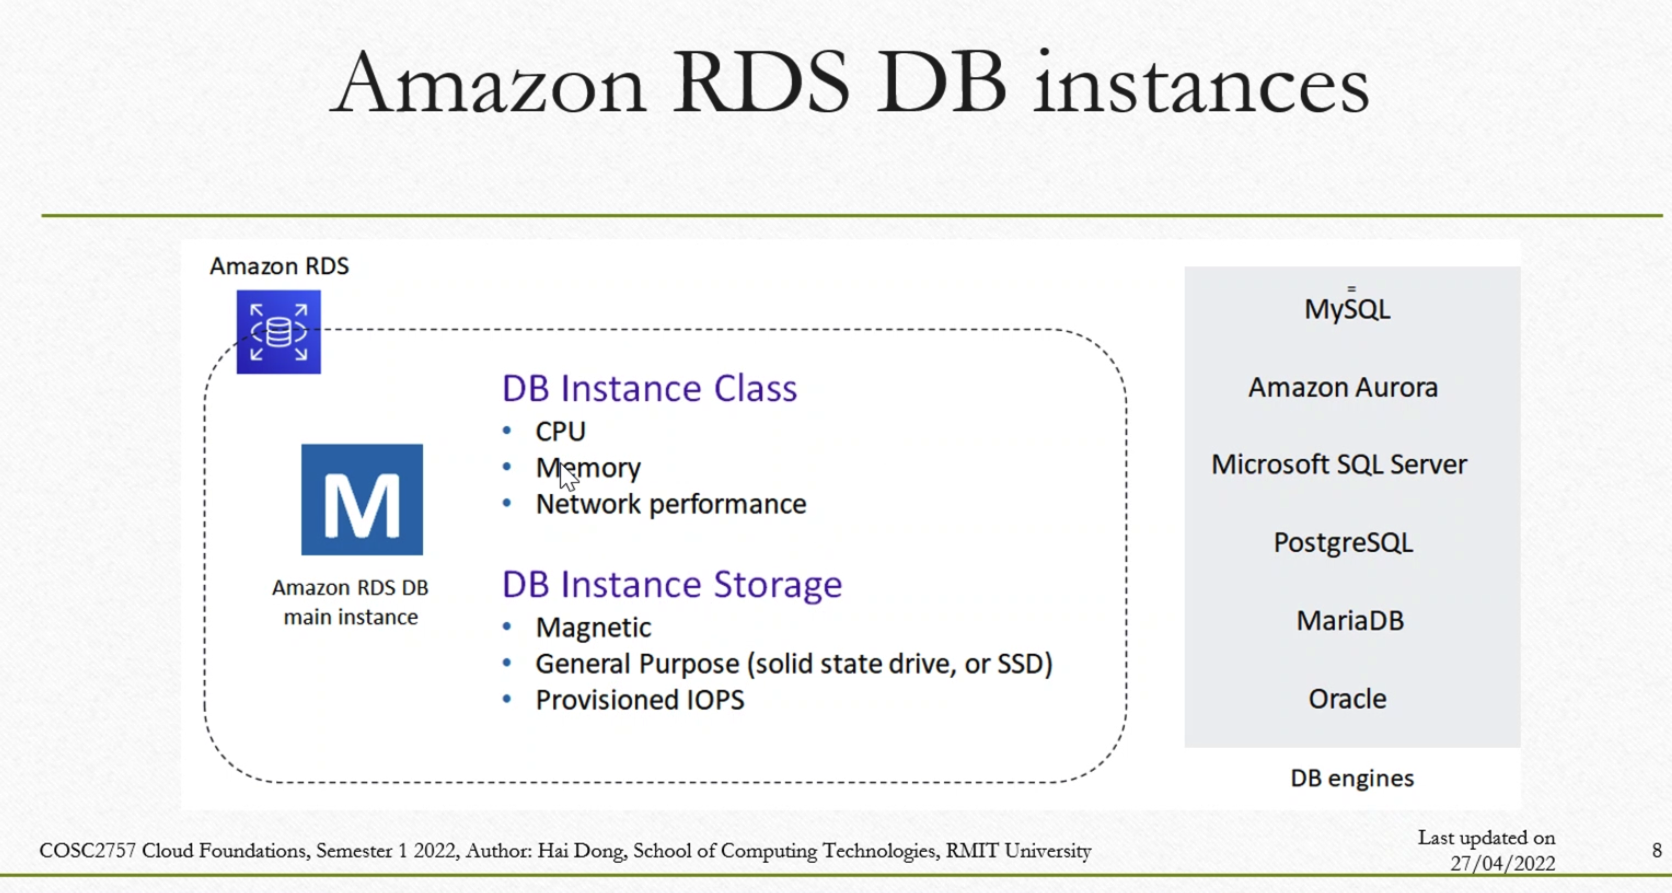 Amazon RDS DB instances
Amazon RDS
M
Amazon RDS DB
main instance
DB Instance Class
• CPU
• Memory
• Network performance
DB Instance Storage
• Magnetic
• General Purpose (solid state drive, or SSD)
• Provisioned IOPS
=
MySQL
Amazon Aurora
Microsoft SQL Server
PostgreSQL
MariaDB
Oracle
DB engines
COSC2757 Cloud Foundations, Semester 1 2022, Author: Hai Dong, School of Computing Technologies, RMIT University
Last updated on
27/04/2022
8